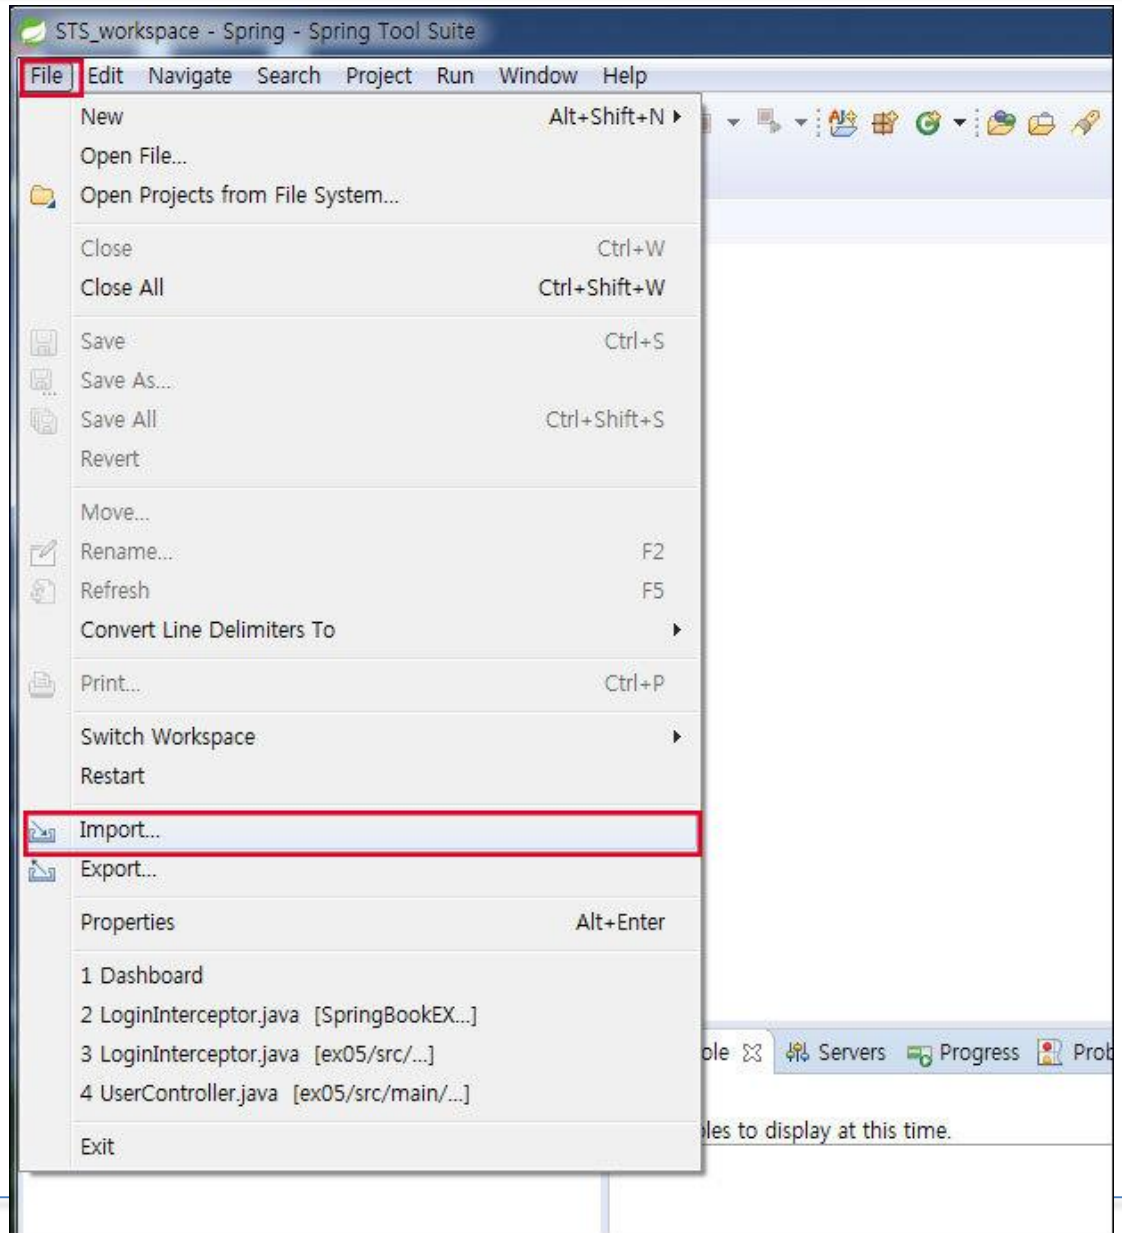 STS_workspace - Spring - Spring Tool Suite
File Edit Navigate Search Project Run Window Help
New Alt+Shift+N
Open File...
Open Projects from File System...
Close Ctrl+W
Close All Ctrl+Shift+W
Save Ctrl+S
Save As...
Save All Ctrl+Shift+S
Revert
Move...
Rename... F2
Refresh F5
Convert Line Delimiters To
Print... Ctrl+P
Switch Workspace
Restart
Import...
Export...
Properties Alt+Enter
1 Dashboard
2 LoginInterceptor.java [SpringBookEX...]
3 LoginInterceptor.java [ex05/src/...]
4 UserController.java [ex05/src/main/...]
Exit
Servers Progress
to display at this time.